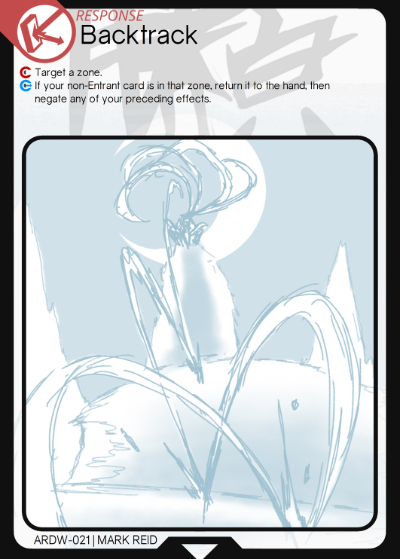 RESPONSE
Backtrack
C Target a zone.
C If your non-Entrant card is in that zone, return it to the hand, then
negate any of your preceding effects.
ARDW-021| MARK REID